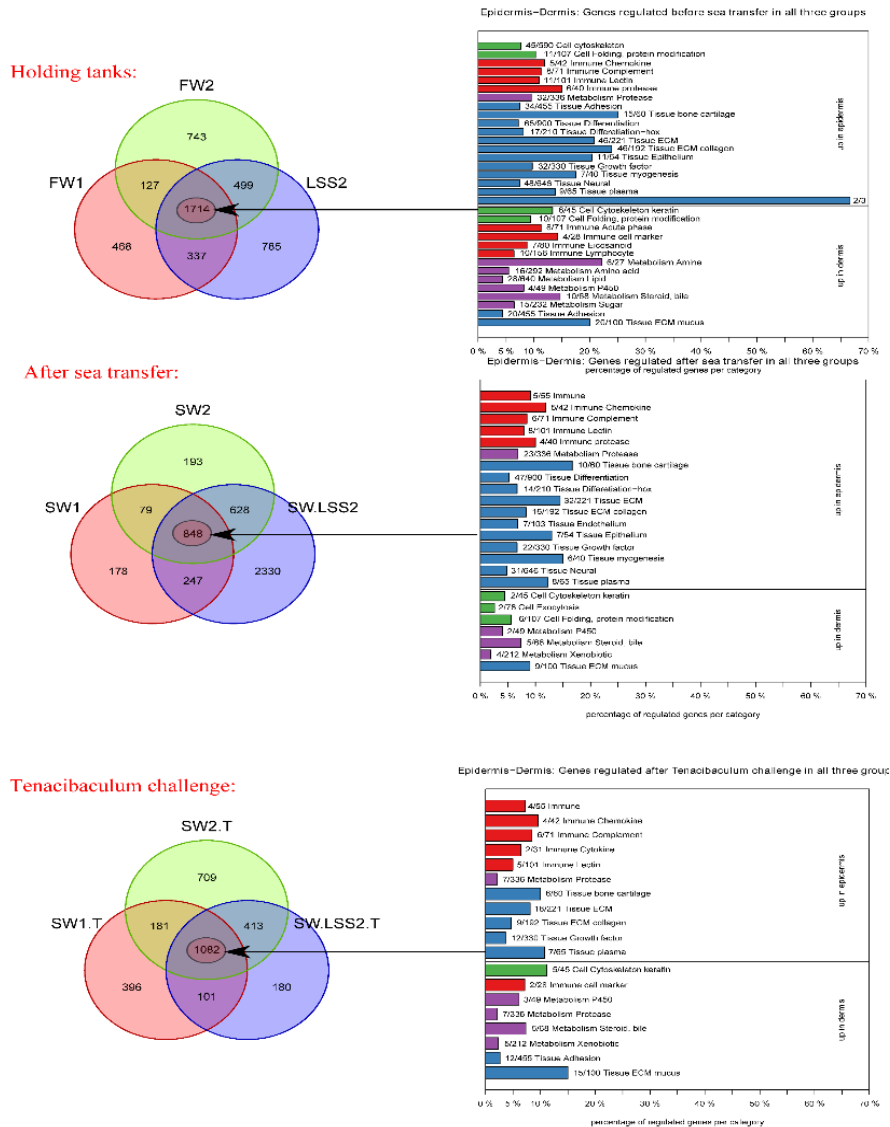 Epidermis−Dermis: Genes regulated before sea transfer in all three groups
Holding tanks:
FW2
743
FW1
127
499
LSS2
1714
468
337
785
45/590 Cell cytoskeleton
11/107 Cell Folding, protein modification
5/42 Immune Chemokine
8/71 Immune Complement
11/101 Immune Lectin
6/40 Immune protease
32/336 Metabolism Protease
34/455 Tissue Adhesion
15/60 Tissue bone cartilage
65/900 Tissue Differentiation
17/210 Tissue Differetiation−hox
46/221 Tissue ECM
46/192 Tissue ECM collagen
11/54 Tissue Epithelium
32/330 Tissue Growth factor
7/40 Tissue myogenesis
48/646 Tissue Neural
9/65 Tissue plasma
2/3
up in epidermis
6/45 Cell Cytoskeleton keratin
10/107 Cell Folding, protein modification
8/71 Immune Acute phase
4/28 Immune cell marker
7/80 Immune Eicosanoid
10/156 Immune Lymphocyte
6/27 Metabolism Amine
16/292 Metabolism Amino acid
28/640 Metabolism Lipid
4/49 Metabolism P450
10/68 Metabolism Steroid, bile
15/232 Metabolism Sugar
20/455 Tissue Adhesion
20/100 Tissue ECM mucus
up in dermis
0 % 5 % 10 % 20 % 30 % 40 % 50 % 60 % 70 %
Epidermis−Dermis: Genes regulated after sea transfer in all three groups
percentage of regulated genes per category
After sea transfer:
SW2
193
SW1
79
628
SW.LSS2
848
178
247
2330
5/55 Immune
5/42 Immune Chemokine
6/71 Immune Complement
8/101 Immune Lectin
4/40 Immune protease
23/336 Metabolism Protease
10/60 Tissue bone cartilage
47/900 Tissue Differentiation
14/210 Tissue Differetiation−hox
32/221 Tissue ECM
16/192 Tissue ECM collagen
7/103 Tissue Endothelium
7/54 Tissue Epithelium
22/330 Tissue Growth factor
6/40 Tissue myogenesis
31/646 Tissue Neural
8/65 Tissue plasma
up in epidermis
2/45 Cell Cytoskeleton keratin
2/78 Cell Exocytosis
6/107 Cell Folding, protein modification
2/49 Metabolism P450
5/68 Metabolism Steroid, bile
4/212 Metabolism Xenobiotic
9/100 Tissue ECM mucus
up in dermis
0 % 5 % 10 % 20 % 30 % 40 % 50 % 60 % 70 %
percentage of regulated genes per category
Tenacibaculum challenge:
Epidermis−Dermis: Genes regulated after Tenacibaculum challenge in all three group
SW2.T
709
SW1.T
181
413
SW.LSS2.T
1082
396
101
180
4/55 Immune
4/42 Immune Chemokine
6/71 Immune Complement
2/31 Immune Cytokine
5/101 Immune Lectin
7/336 Metabolism Protease
6/60 Tissue bone cartilage
18/221 Tissue ECM
9/192 Tissue ECM collagen
12/330 Tissue Growth factor
7/65 Tissue plasma
up in epidermis
5/45 Cell Cytoskeleton keratin
2/28 Immune cell marker
3/49 Metabolism P450
7/336 Metabolism Protease
5/68 Metabolism Steroid, bile
5/212 Metabolism Xenobiotic
12/455 Tissue Adhesion
15/100 Tissue ECM mucus
up in dermis
0 % 5 % 10 % 20 % 30 % 40 % 50 % 60 % 70 %
percentage of regulated genes per category